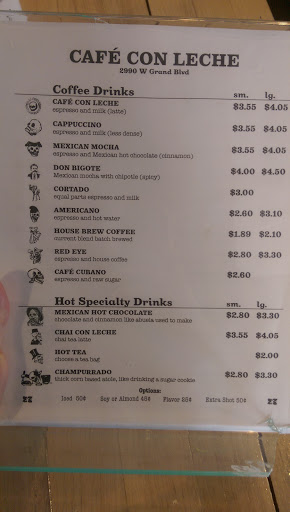 CAFÉ CON LECHE
2990 W Grand Blvd
Coffee Drinks sm. lg.
CAFÉ CON LECHE
espresso and milk (latte) $3.55 $4.05
CAPPUCCINO
espresso and milk (less dense) $3.55 $4.05
MEXICAN MOCHA
espresso and Mexican hot chocolate (cinnamon) $3.55 $4.05
DON BIGOTE
Mexican mocha with chipotle (spicy) $4.00 $4.50
CORTADO
equal parts espresso and milk $3.00
AMERICANO
espresso and hot water $2.60 $3.10
HOUSE BREW COFFEE
current blend batch brewed $1.89 $2.10
RED EYE
espresso and house coffee $2.80 $3.30
CAFÉ CUBANO
espresso and raw sugar $2.60
Hot Specialty Drinks sm. lg.
MEXICAN HOT CHOCOLATE
chocolate and cinnamon like abuela used to make $2.80 $3.30
CHAI CON LECHE
chai tea latte $3.55 $4.05
HOT TEA
choose a tea bag $2.00
CHAMPURRADO
thick corn based atole, like drinking a sugar cookie $2.80 $3.30
Options:
Iced 50¢ Soy or Almond 45¢ Flavor 85¢ Extra Shot 50¢